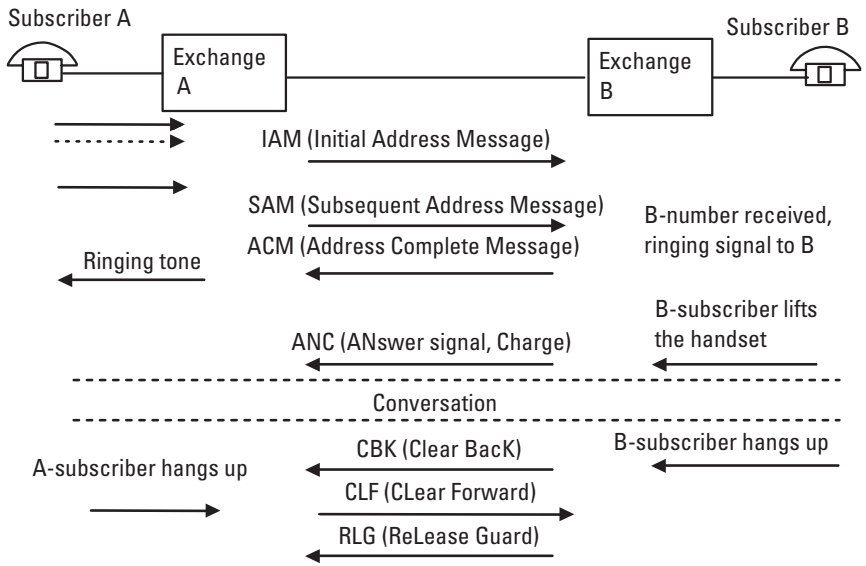 Subscriber A
Subscriber B
Exchange
A
Exchange
B
IAM (Initial Address Message)
SAM (Subsequent Address Message)
B-number received,
ringing signal to B
ACM (Address Complete Message)
Ringing tone
B-subscriber lifts
the handset
ANC (ANswer signal, Charge)
Conversation
CBK (Clear BacK)
B-subscriber hangs up
A-subscriber hangs up
CLF (CLear Forward)
RLG (ReLease Guard)